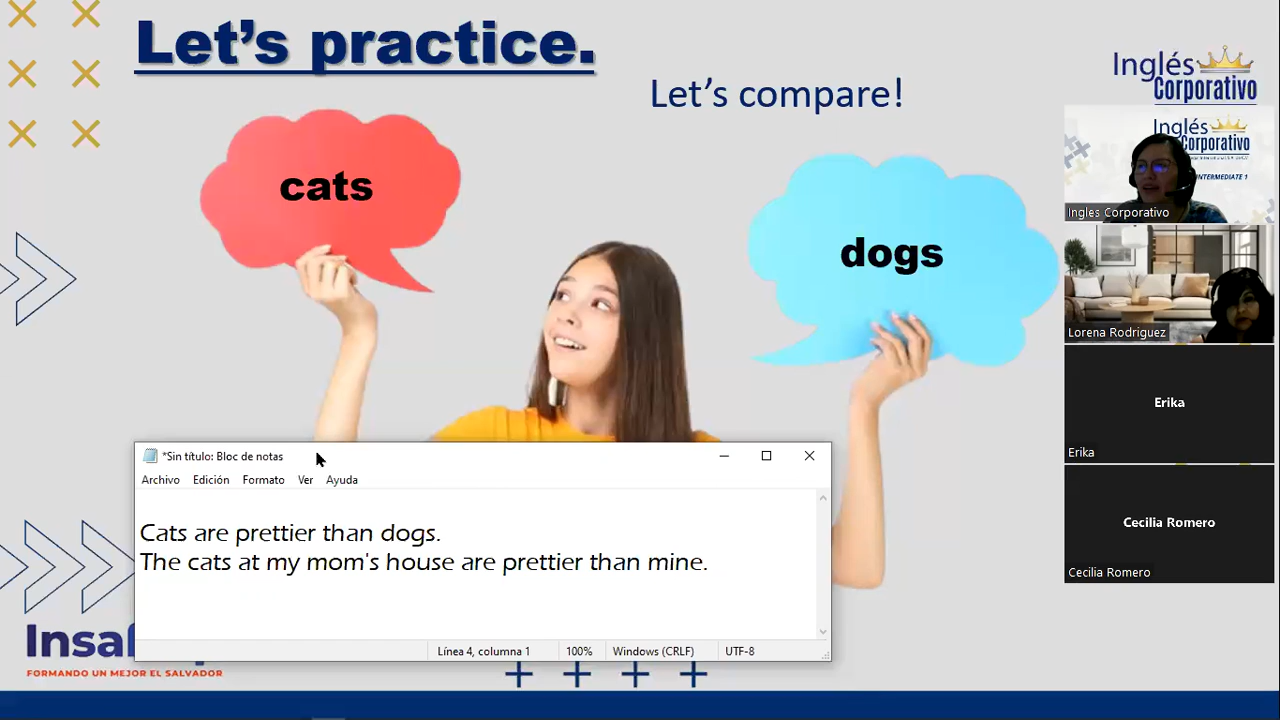 Let's practice.
Let's compare!
Inglés
Corporativo
cats
dogs
Inglés
Corporativo
INTERMEDIATE 1
Ingles Corporativo
Lorena Rodriguez
Erika
Erika
Cecilia Romero
Cecilia Romero
*Sin título: Bloc de notas
Archivo Edición Formato Ver Ayuda
Cats are prettier than dogs.
The cats at my mom's house are prettier than mine.
Línea 4, columna 1 100% Windows (CRLF) UTF-8
FORMANDO UN MEJOR EL SALVADOR